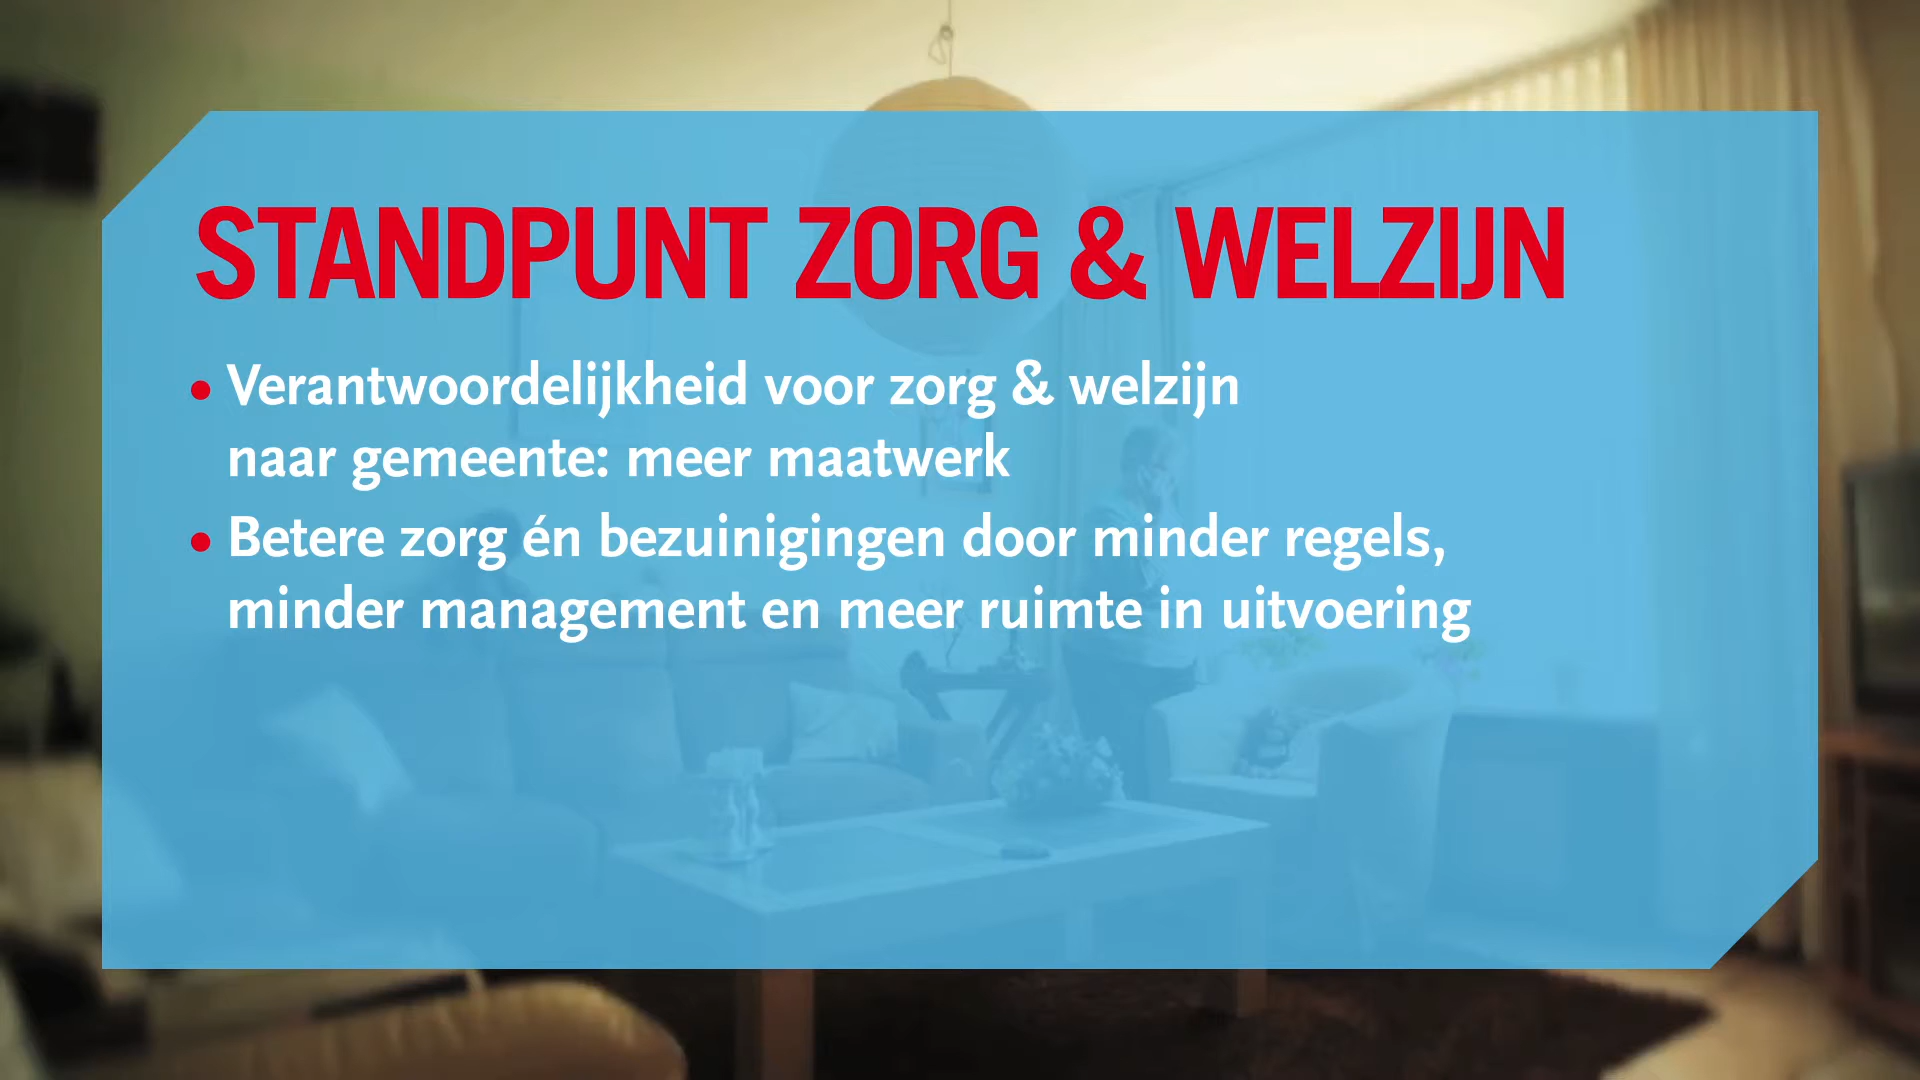 STANDPUNT ZORG & WELZIJN
• Verantwoordelijkheid voor zorg & welzijn
naar gemeente: meer maatwerk
• Betere zorg én bezuinigingen door minder regels,
minder management en meer ruimte in uitvoering